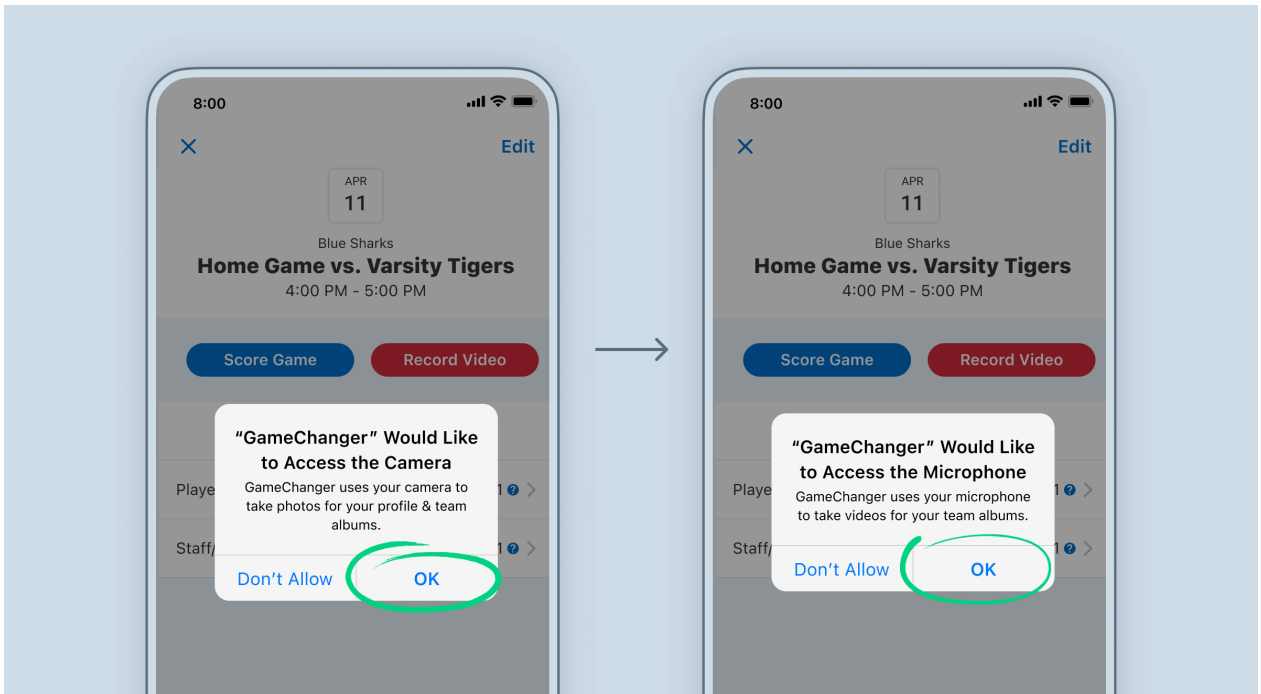 8:00
Edit
APR
11
Blue Sharks
Home Game vs. Varsity Tigers
4:00 PM - 5:00 PM
Score Game
Record Video
“GameChanger” Would Like
to Access the Camera
GameChanger uses your camera to
take photos for your profile & team
albums.
Playe
1 ?
Staff/
1 ?
Don’t Allow
OK
8:00
Edit
APR
11
Blue Sharks
Home Game vs. Varsity Tigers
4:00 PM - 5:00 PM
Score Game
Record Video
“GameChanger” Would Like
to Access the Microphone
GameChanger uses your microphone
to take videos for your team albums.
Playe
1 ?
Staff/
1 ?
Don’t Allow
OK